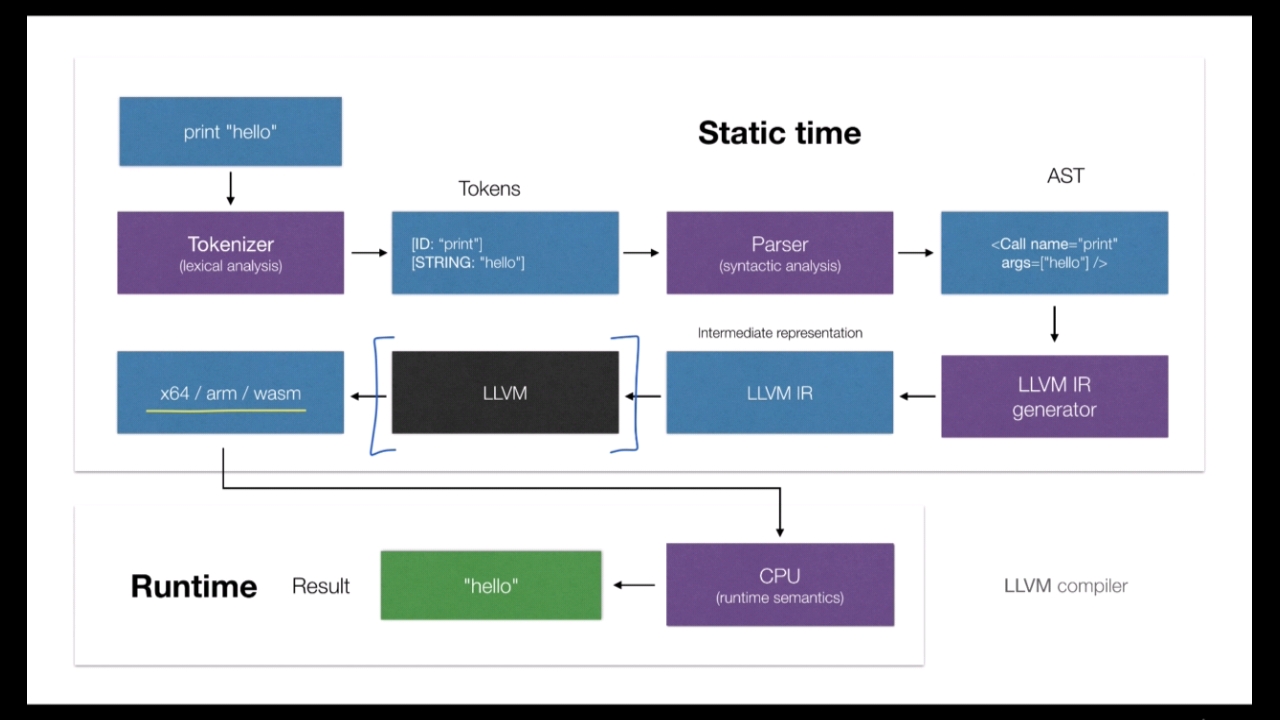 print "hello"
Static time
Tokens
AST
Tokenizer
(lexical analysis)
[ID: "print"]
[STRING: "hello"]
Parser
(syntactic analysis)
<Call name="print"
args=["hello"] />
Intermediate representation
x64 / arm / wasm
LLVM
LLVM IR
LLVM IR
generator
Runtime
Result
"hello"
CPU
(runtime semantics)
LLVM compiler